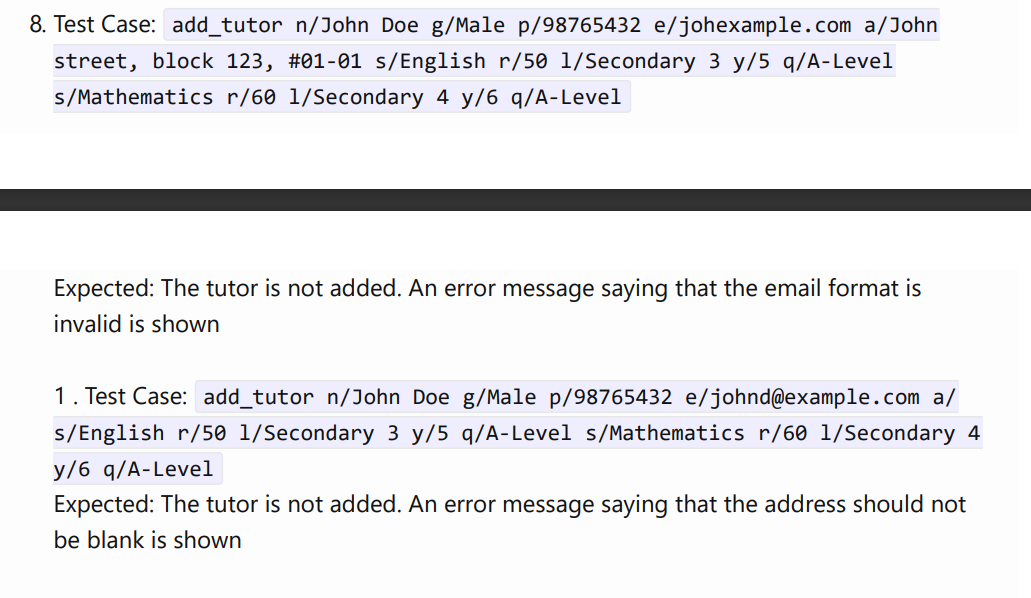 8. Test Case: add_tutor n/John Doe g/Male p/98765432 e/johexample.com a/John
street, block 123, #01-01 s/English r/50 l/Secondary 3 y/5 q/A-Level
s/Mathematics r/60 l/Secondary 4 y/6 q/A-Level
Expected: The tutor is not added. An error message saying that the email format is
invalid is shown
1 . Test Case: add_tutor n/John Doe g/Male p/98765432 e/johnd@example.com a/
s/English r/50 l/Secondary 3 y/5 q/A-Level s/Mathematics r/60 l/Secondary 4
y/6 q/A-Level
Expected: The tutor is not added. An error message saying that the address should not
be blank is shown